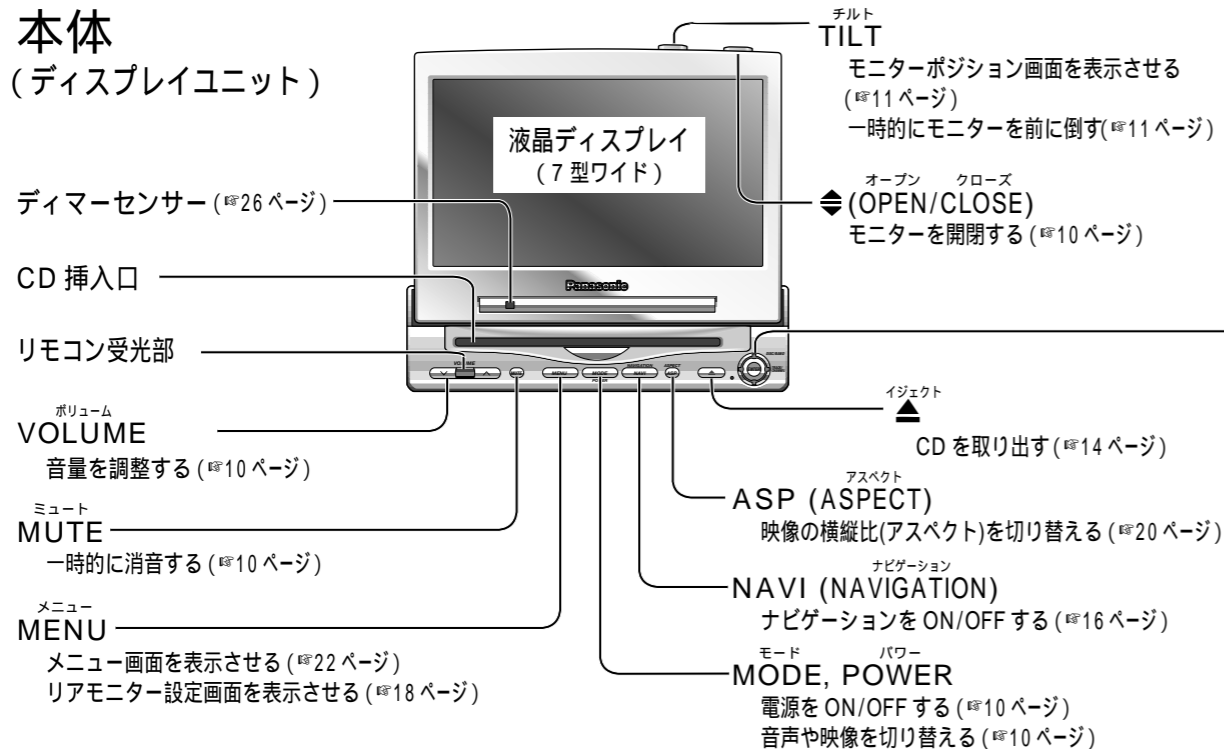 本体
(ディスプレイユニット)
チルト
TILT
モニターポジション画面を表示させる
(☞11ページ)
一時的にモニターを前に倒す(☞11ページ)
液晶ディスプレイ
(7型ワイド)
オープン クローズ
(OPEN/CLOSE)
モニターを開閉する(☞10ページ)
ディマーセンサー(☞26ページ)
CD 挿入口
リモコン受光部
Panasonic
VOLUME
MUTE
MENU
MODE
POWER
NAVIGATION
NAVI
ASPECT
ASP
ボリューム
VOLUME
音量を調整する(☞10ページ)
ミュート
MUTE
一時的に消音する(☞10ページ)
メニュー
MENU
メニュー画面を表示させる(☞22ページ)
リアモニター設定画面を表示させる(☞18ページ)
イジェクト
CDを取り出す(☞14ページ)
アスペクト
ASP (ASPECT)
映像の横縦比(アスペクト)を切り替える(☞20ページ)
ナビゲーション
NAVI (NAVIGATION)
ナビゲーションをON/OFFする(☞16ページ)
モード パワー
MODE, POWER
電源をON/OFFする(☞10ページ)
音声や映像を切り替える(☞10ページ)